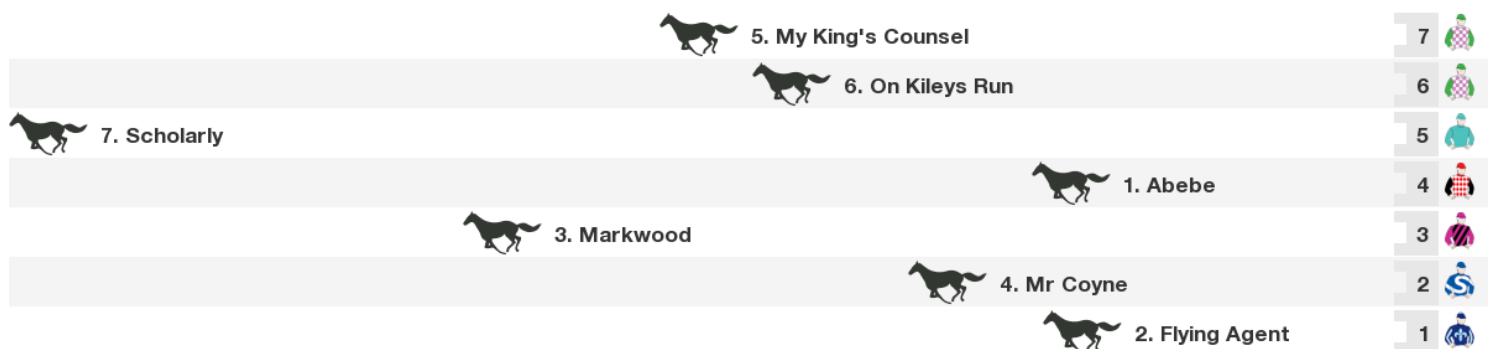 5. My King's Counsel 7
6. On Kileys Run 6
7. Scholarly 5
1. Abebe 4
3. Markwood 3
4. Mr Coyne 2
2. Flying Agent 1